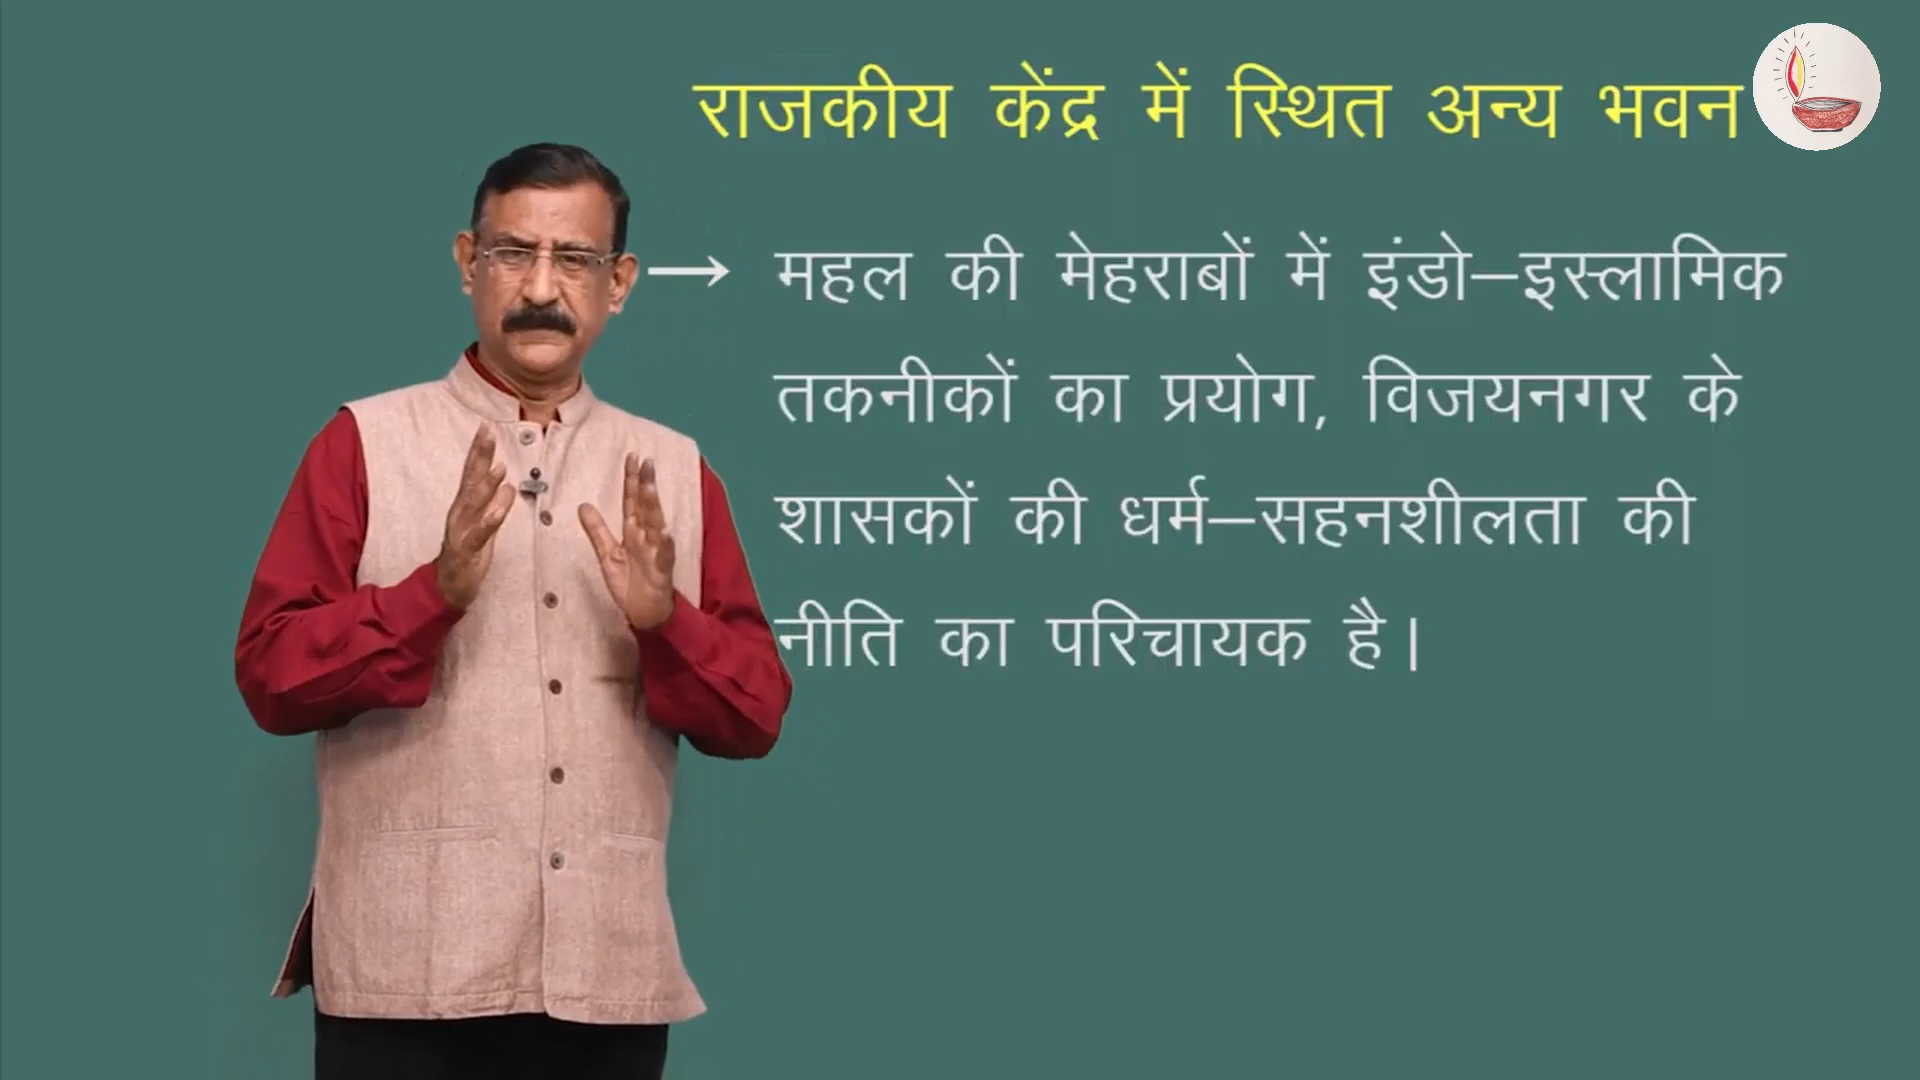 राजकीय केंद्र में स्थित अन्य भवन
→ महल की मेहराबों में इंडो–इस्लामिक
तकनीकों का प्रयोग, विजयनगर के
शासकों की धर्म–सहनशीलता की
नीति का परिचायक है।